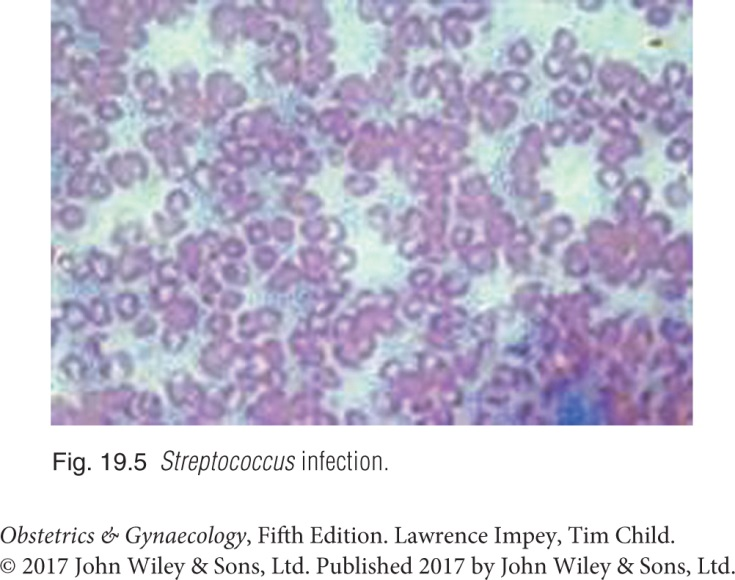 Fig. 19.5 Streptococcus infection.
Obstetrics & Gynaecology, Fifth Edition. Lawrence Impey, Tim Child.
© 2017 John Wiley & Sons, Ltd. Published 2017 by John Wiley & Sons, Ltd.